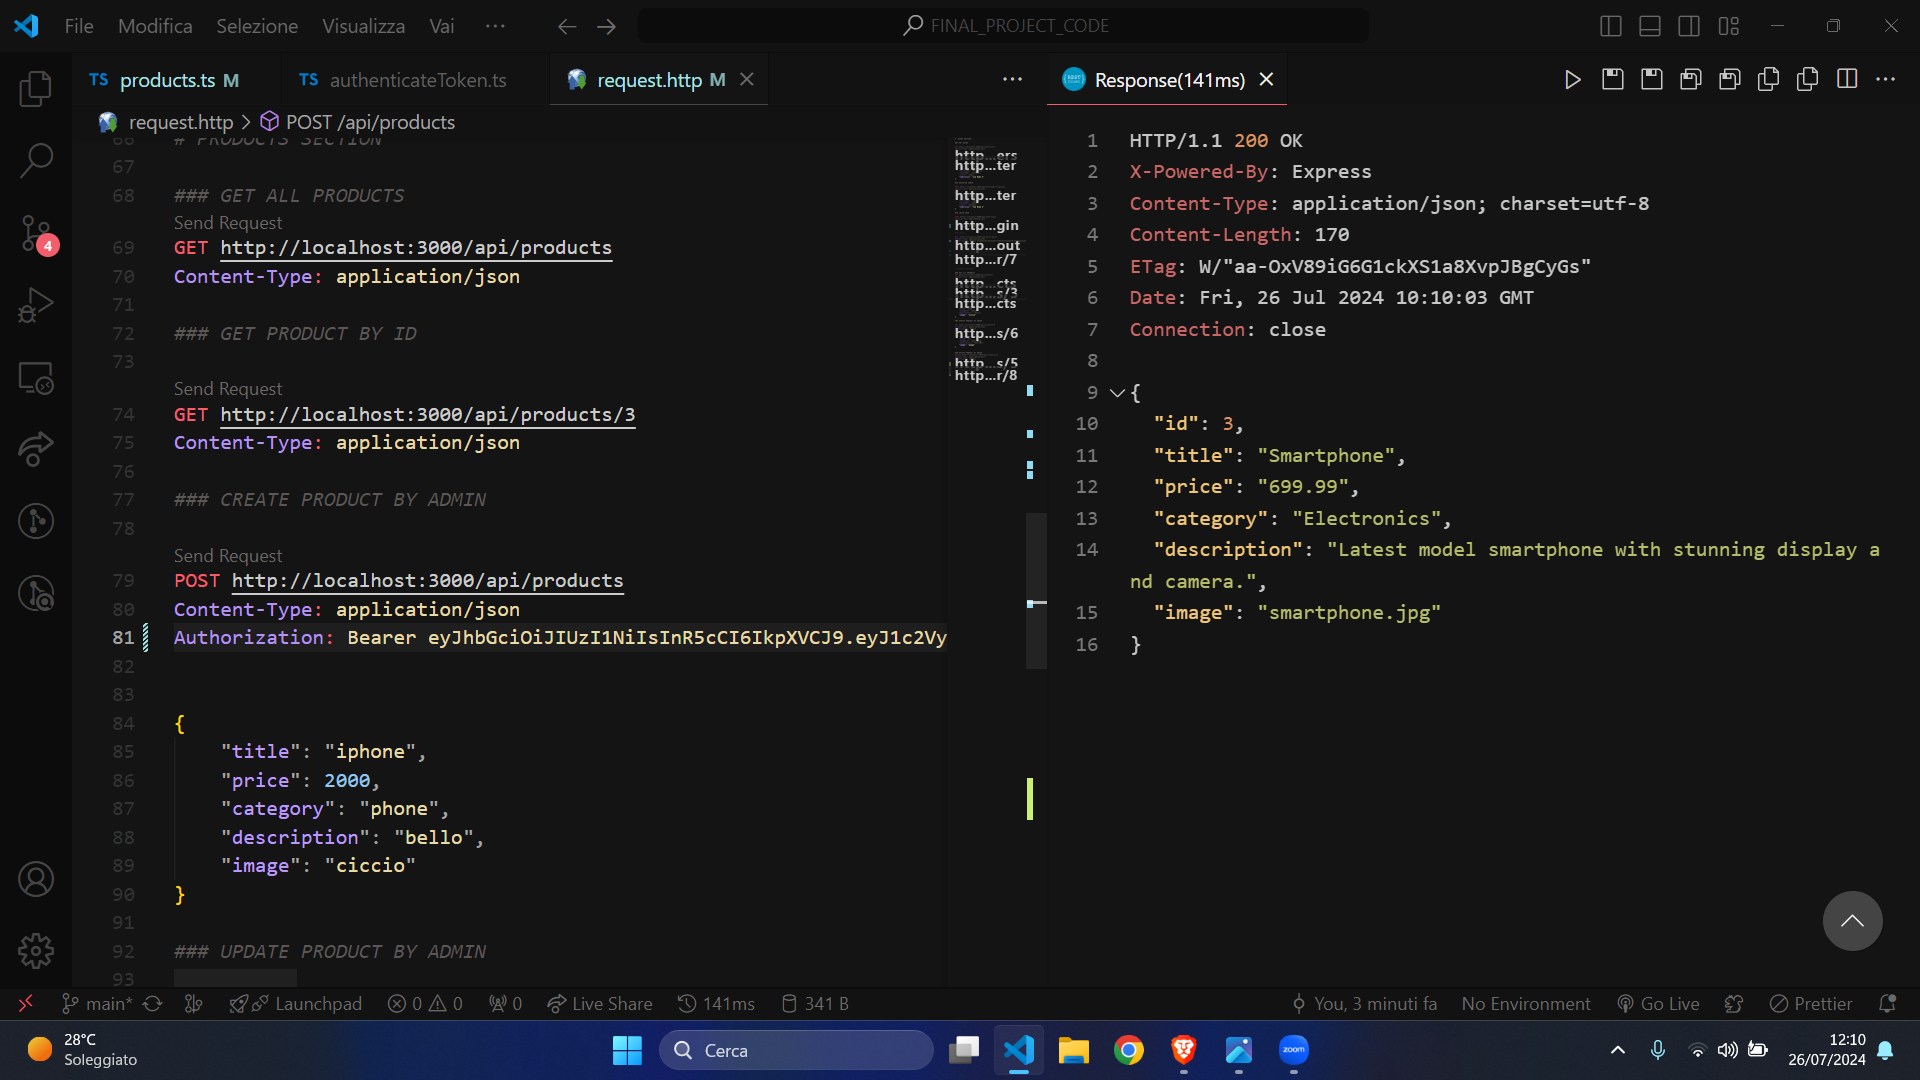 File Modifica Selezione Visualizza Vai ··· FINAL_PROJECT_CODE
TS products.ts M TS authenticateToken.ts request.http M
Response(141ms)
request.http > POST /api/products
66 # PRODUCTS SECTION
67
68 ### GET ALL PRODUCTS
Send Request
69 GET http://localhost:3000/api/products
70 Content-Type: application/json
71
72 ### GET PRODUCT BY ID
73
Send Request
74 GET http://localhost:3000/api/products/3
75 Content-Type: application/json
76
77 ### CREATE PRODUCT BY ADMIN
78
Send Request
79 POST http://localhost:3000/api/products
80 Content-Type: application/json
81 Authorization: Bearer eyJhbGciOiJIUzI1NiIsInR5cCI6IkpXVCJ9.eyJ1c2Vy
82
83
84 {
85 "title": "iphone",
86 "price": 2000,
87 "category": "phone",
88 "description": "bello",
89 "image": "ciccio"
90 }
91
92 ### UPDATE PRODUCT BY ADMIN
93
http...ers
http...ter
http...ter
http...gin
http...out
http...r/7
http...cts
http...s/3
http...cts
http...s/6
http...s/5
http...r/8
1 HTTP/1.1 200 OK
2 X-Powered-By: Express
3 Content-Type: application/json; charset=utf-8
4 Content-Length: 170
5 ETag: W/"aa-OxV89iG6G1ckXS1a8XvpJBgCyGs"
6 Date: Fri, 26 Jul 2024 10:10:03 GMT
7 Connection: close
8
9 {
10 "id": 3,
11 "title": "Smartphone",
12 "price": "699.99",
13 "category": "Electronics",
14 "description": "Latest model smartphone with stunning display a
nd camera.",
15 "image": "smartphone.jpg"
16 }
4
main* Launchpad 0 0 0 Live Share 141ms 341 B You, 3 minuti fa No Environment Go Live Prettier
28°C
Soleggiato
Cerca
zoom
12:10
26/07/2024